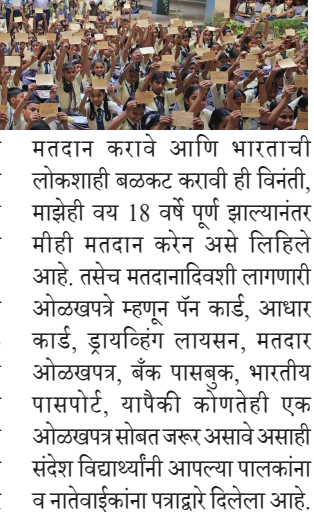 मतदान करावे आणि भारताची
लोकशाही बळकट करावी ही विनंती,
माझेही वय 18 वर्षे पूर्ण झाल्यानंतर
मीही मतदान करेन असे लिहिले
आहे. तसेच मतदानादिवशी लागणारी
ओळखपत्रे म्हणून पॅन कार्ड, आधार
कार्ड, ड्रायव्हिंग लायसन, मतदार
ओळखपत्र, बँक पासबुक, भारतीय
पासपोर्ट, यापैकी कोणतेही एक
ओळखपत्र सोबत जरूर असावे असाही
संदेश विद्यार्थ्यांनी आपल्या पालकांना
व नातेवाईकांना पत्राद्वारे दिलेला आहे.